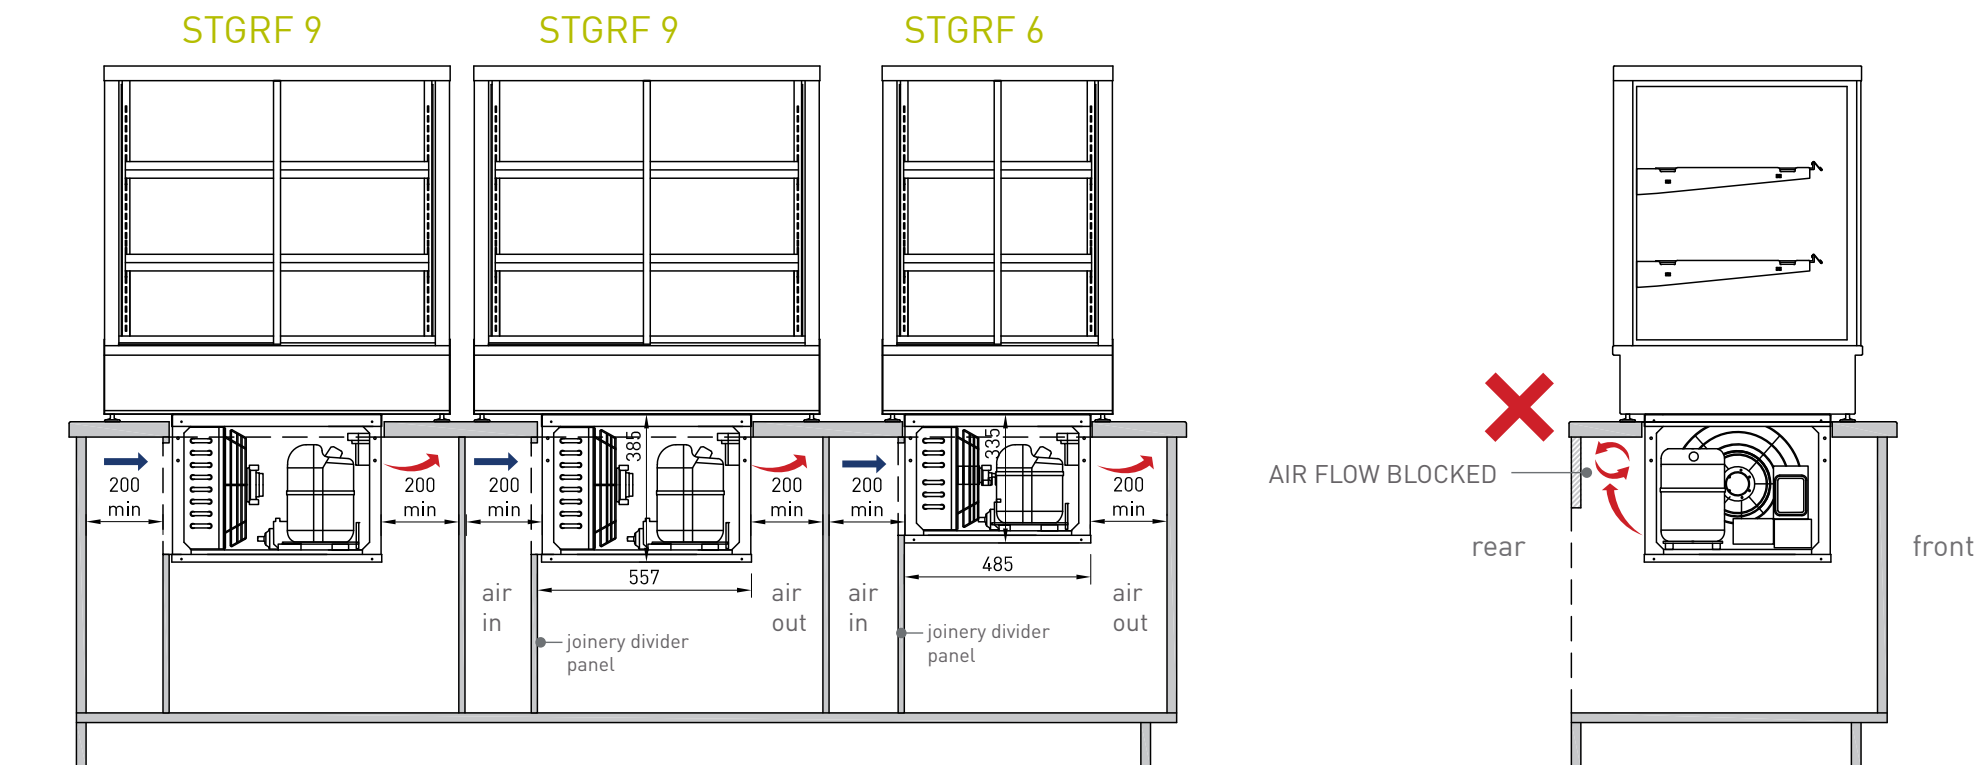 STGRF 9
STGRF 9
STGRF 6
200
min
200
min
200
min
385
200
min
200
min
335
200
min
557
485
air
in
air
out
air
in
air
out
joinery divider
panel
joinery divider
panel
AIR FLOW BLOCKED
rear
front